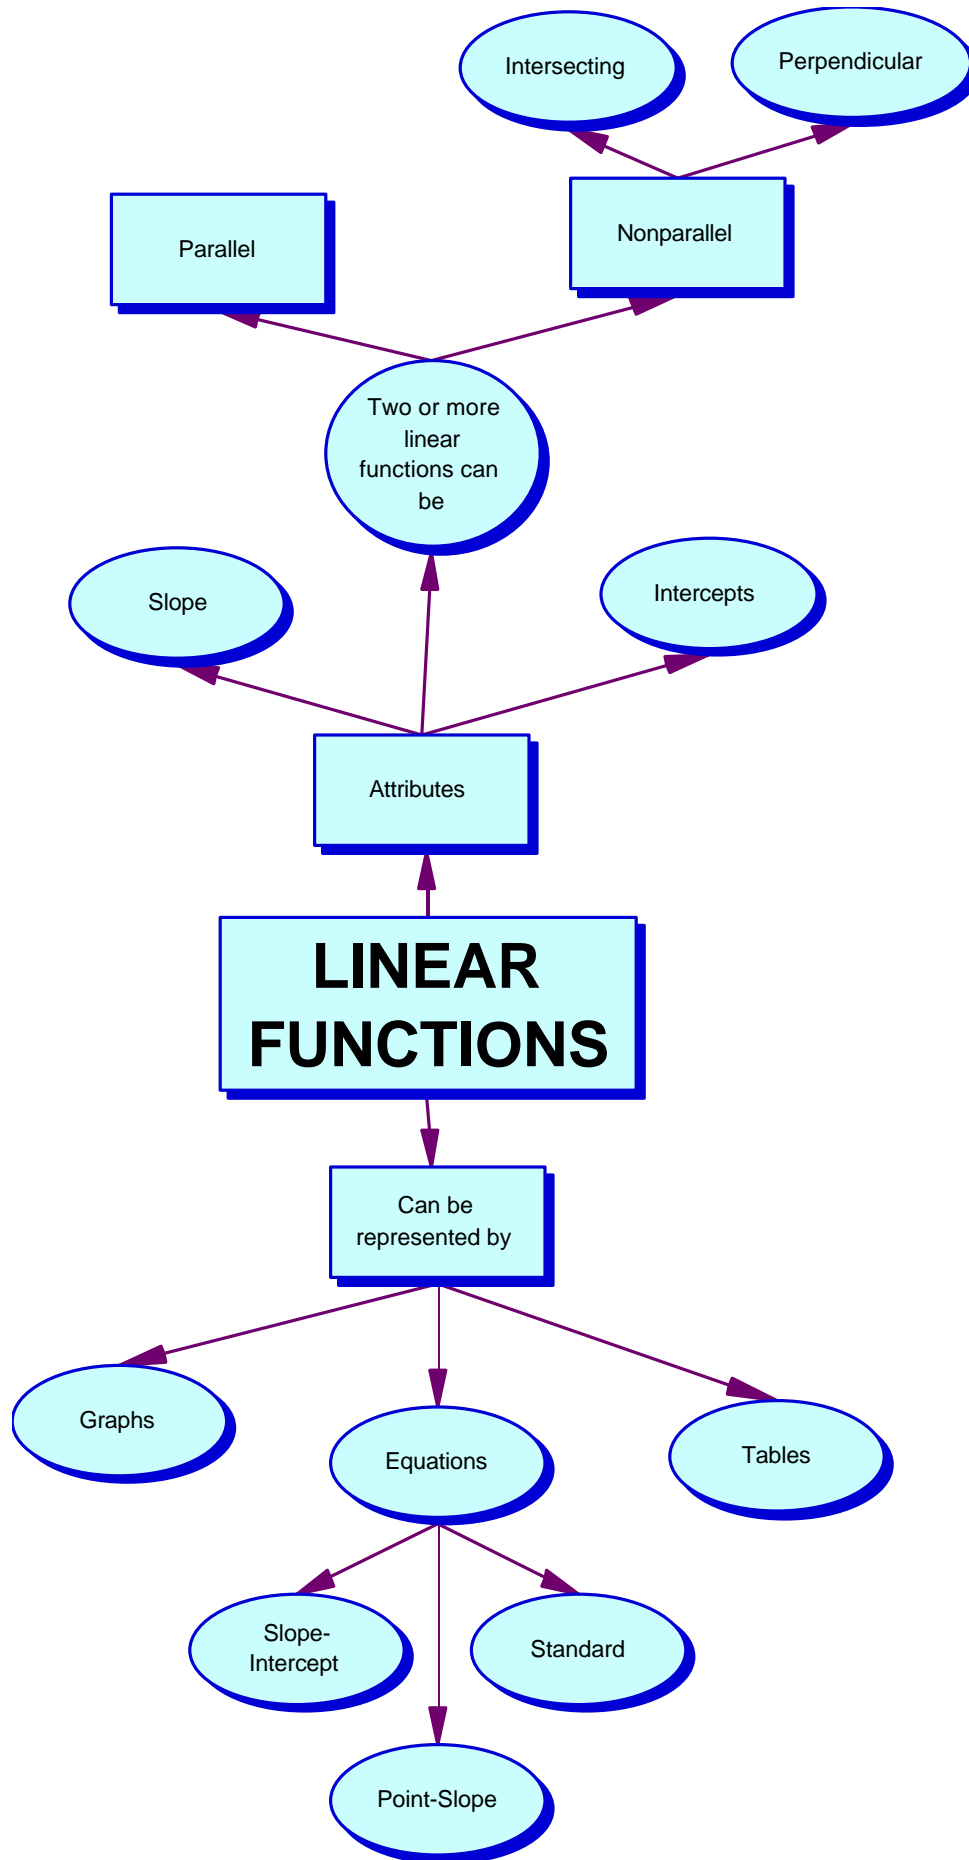 Intersecting
Perpendicular
Parallel
Nonparallel
Two or more
linear
functions can
be
Slope
Intercepts
Attributes
LINEAR
FUNCTIONS
Can be
represented by
Graphs
Equations
Tables
Slope-
Intercept
Standard
Point-Slope